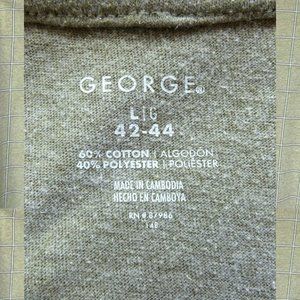 GEORGE®
L|G
42-44
60% COTTON | ALGODÓN
40% POLYESTER | POLIÉSTER
MADE IN CAMBODIA
HECHO EN CAMBOYA
RN # 87986